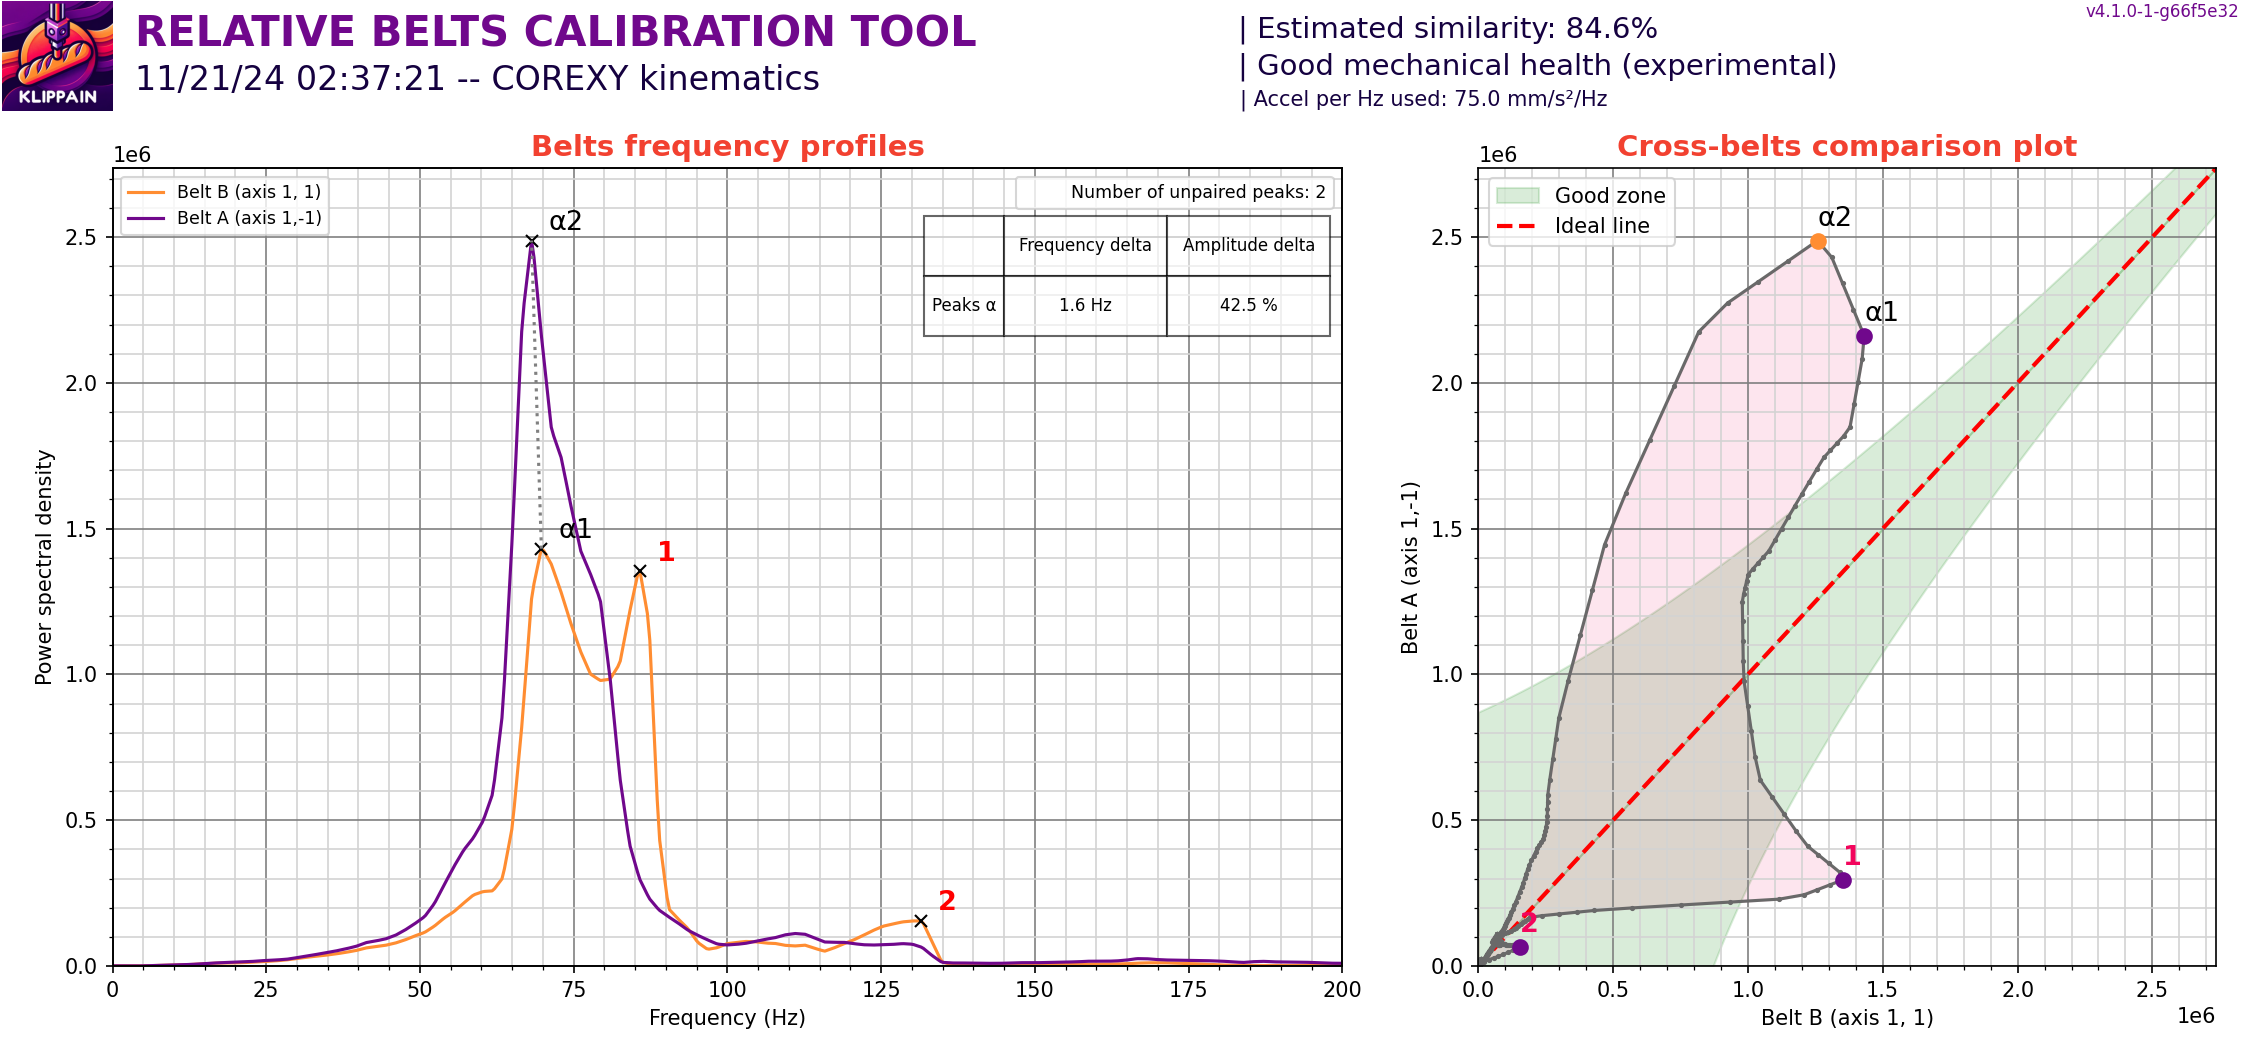 KLIPPAIN
RELATIVE BELTS CALIBRATION TOOL
11/21/24 02:37:21 -- COREXY kinematics
| Estimated similarity: 84.6%
| Good mechanical health (experimental)
| Accel per Hz used: 75.0 mm/s²/Hz
v4.1.0-1-g66f5e32
Belts frequency profiles
1e6
Belt B (axis 1, 1)
Belt A (axis 1,-1)
Number of unpaired peaks: 2
Frequency delta Amplitude delta
Peaks α 1.6 Hz 42.5 %
α2
α1
1
2
Power spectral density
2.5
2.0
1.5
1.0
0.5
0.0
0 25 50 75 100 125 150 175 200
Frequency (Hz)
Cross-belts comparison plot
1e6
Good zone
Ideal line
α2
α1
1
2
Belt A (axis 1,-1)
2.5
2.0
1.5
1.0
0.5
0.0
0.0 0.5 1.0 1.5 2.0 2.5
Belt B (axis 1, 1)
1e6